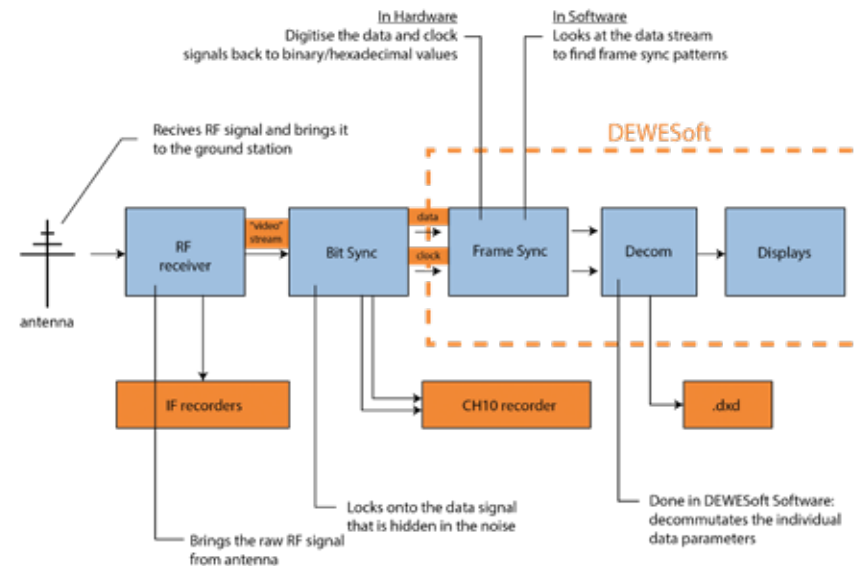 In Hardware
Digitise the data and clock
signals back to binary/hexadecimal values
In Software
Looks at the data stream
to find frame sync patterns
Recives RF signal and brings it
to the ground station
DEWESoft
antenna
RF
receiver
"video"
stream
Bit Sync
data
clock
Frame Sync
Decom
Displays
IF recorders
CH10 recorder
.dxd
Locks onto the data signal
that is hidden in the noise
Brings the raw RF signal
from antenna
Done in DEWESoft Software:
decommutates the individual
data parameters